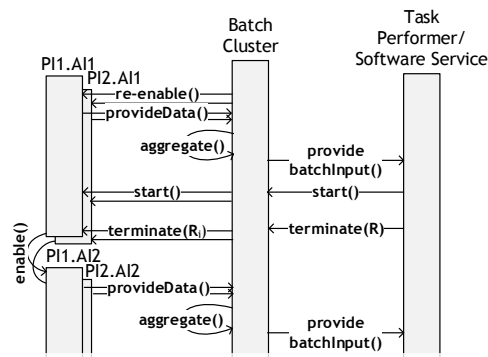 Batch
Cluster
Task
Performer/
Software Service
PI1.AI1
PI2.AI1
re-enable()
provideData()
aggregate()
provide
batchInput()
start()
start()
terminate(Ri)
terminate(R)
enable()
PI1.AI2
PI2.AI2
provideData()
aggregate()
provide
batchInput()